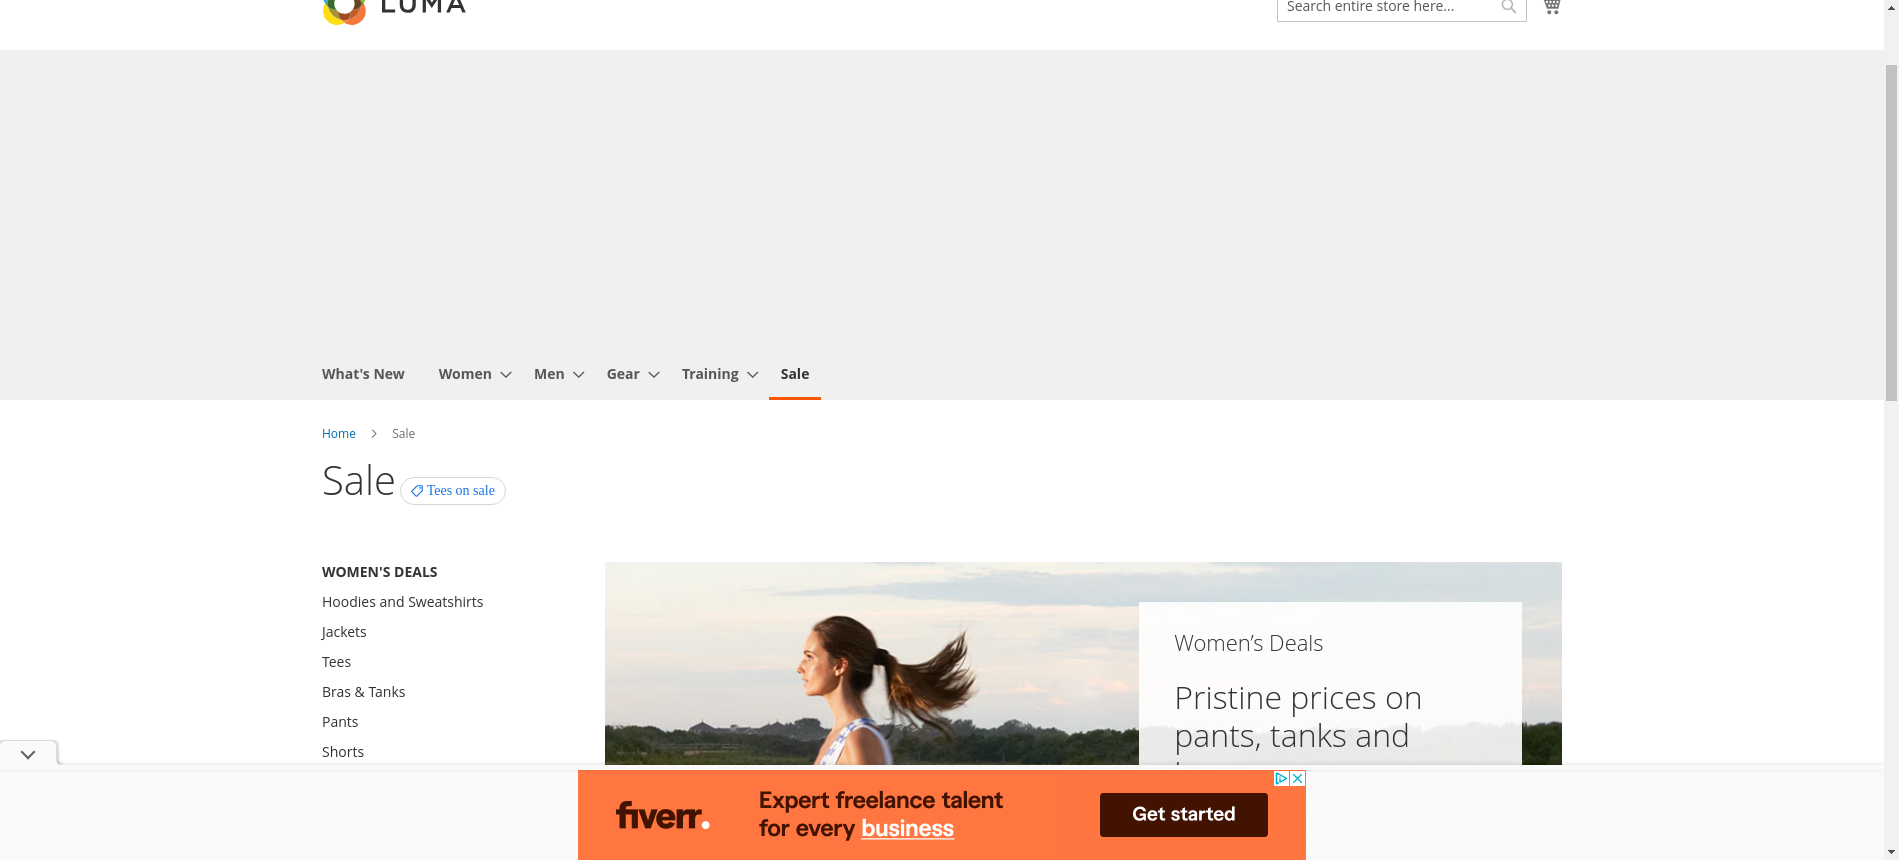 LUMA
Search entire store here...
What's New Women Men Gear Training Sale
Home Sale
Sale Tees on sale
WOMEN'S DEALS
Hoodies and Sweatshirts
Jackets
Tees
Bras & Tanks
Pants
Shorts
Women’s Deals
Pristine prices on
pants, tanks and
fiverr.
Expert freelance talent
for every business
Get started